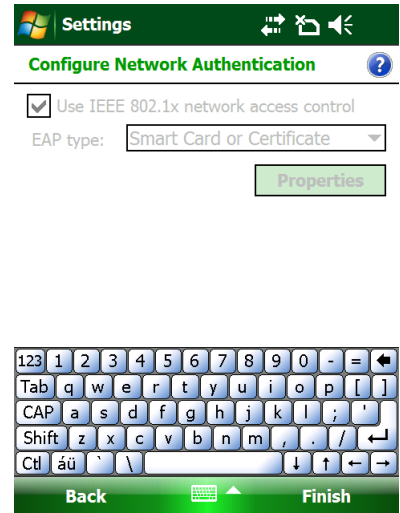 Settings
Configure Network Authentication ?
Use IEEE 802.1x network access control
EAP type: Smart Card or Certificate
Properties
123 1 2 3 4 5 6 7 8 9 0 - =
Tab q w e r t y u i o p [ ]
CAP a s d f g h j k l ; '
Shift z x c v b n m , . /
Ctl áü ` \
Back Finish